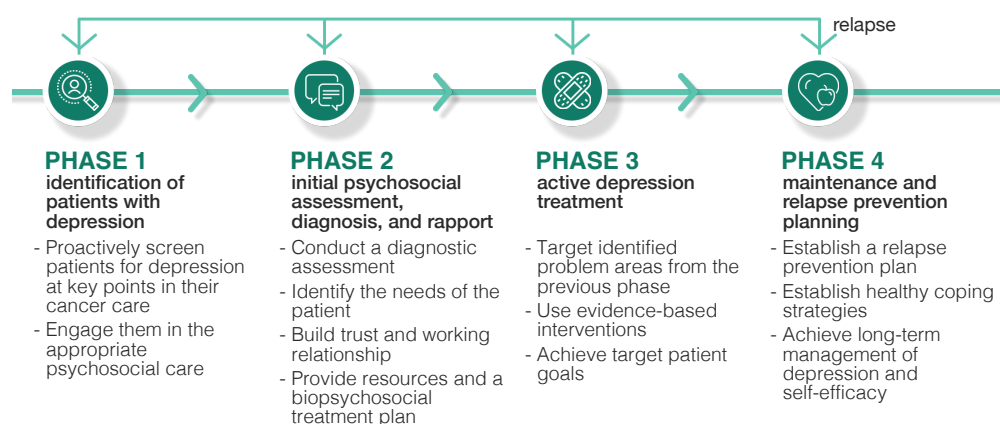 relapse
PHASE 1
identification of
patients with
depression
- Proactively screen
patients for depression
at key points in their
cancer care
- Engage them in the
appropriate
psychosocial care
PHASE 2
initial psychosocial
assessment,
diagnosis, and rapport
- Conduct a diagnostic
assessment
- Identify the needs of the
patient
- Build trust and working
relationship
- Provide resources and a
biopsychosocial
treatment plan
PHASE 3
active depression
treatment
- Target identified
problem areas from the
previous phase
- Use evidence-based
interventions
- Achieve target patient
goals
PHASE 4
maintenance and
relapse prevention
planning
- Establish a relapse
prevention plan
- Establish healthy coping
strategies
- Achieve long-term
management of
depression and
self-efficacy